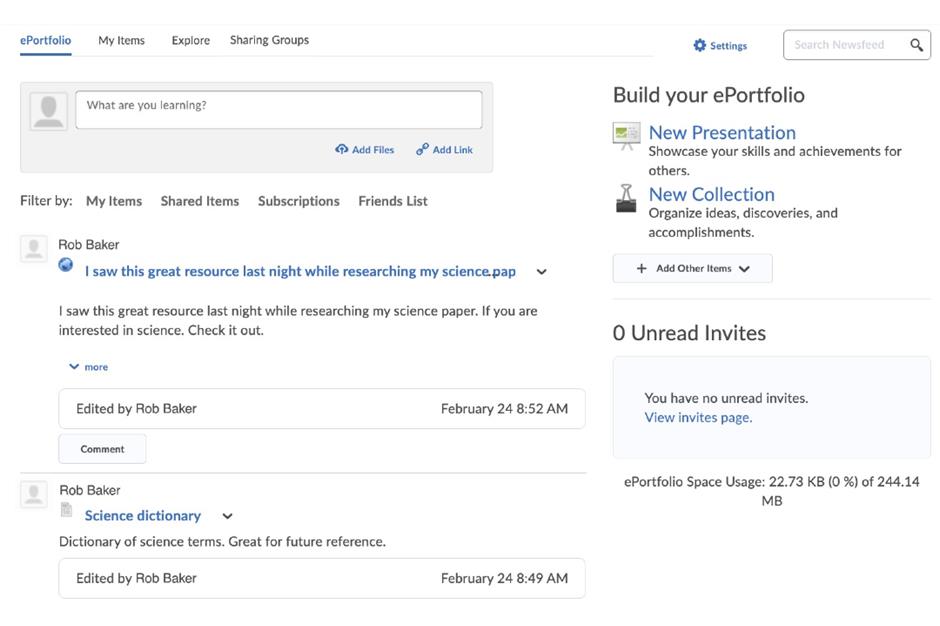 ePortfolio My Items Explore Sharing Groups
Settings
Search Newsfeed
What are you learning?
Add Files Add Link
Filter by: My Items Shared Items Subscriptions Friends List
Rob Baker
I saw this great resource last night while researching my science pap
I saw this great resource last night while researching my science paper. If you are
interested in science. Check it out.
more
Edited by Rob Baker February 24 8:52 AM
Comment
Rob Baker
Science dictionary
Dictionary of science terms. Great for future reference.
Edited by Rob Baker February 24 8:49 AM
Build your ePortfolio
New Presentation
Showcase your skills and achievements for
others.
New Collection
Organize ideas, discoveries, and
accomplishments.
+ Add Other Items
0 Unread Invites
You have no unread invites.
View invites page.
ePortfolio Space Usage: 22.73 KB (0 %) of 244.14
MB